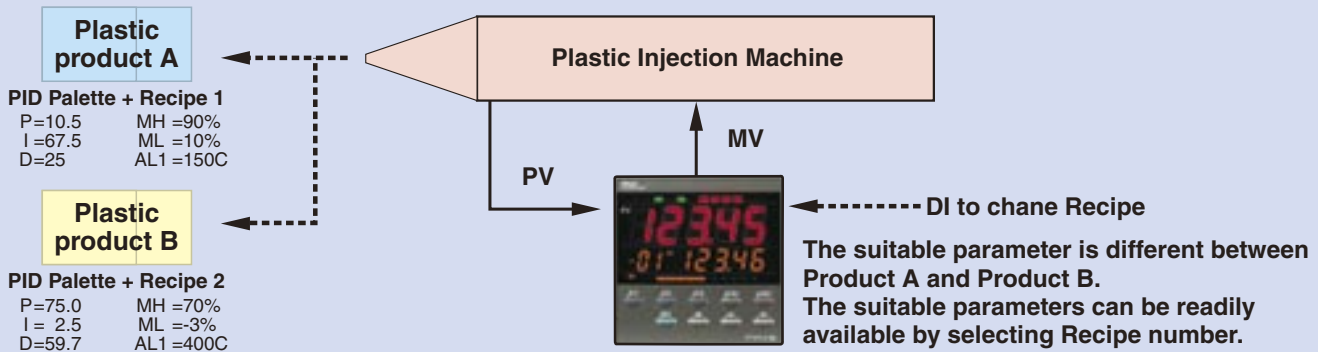 Plastic
product A
PID Palette + Recipe 1
P=10.5 MH =90%
I =67.5 ML =10%
D=25 AL1 =150C
Plastic
product B
PID Palette + Recipe 2
P=75.0 MH =70%
I = 2.5 ML =-3%
D=59.7 AL1 =400C
Plastic Injection Machine
PV
MV
123.45
01 123.46
DI to chane Recipe
The suitable parameter is different between
Product A and Product B.
The suitable parameters can be readily
available by selecting Recipe number.